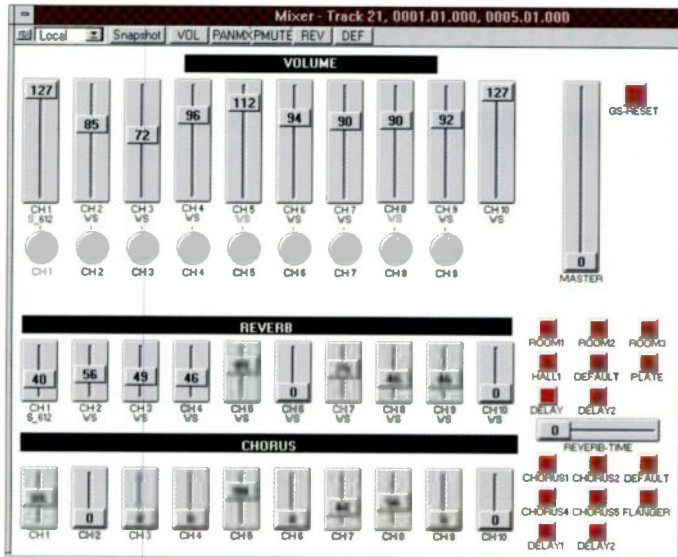 Mixer - Track 21, 0001.01.000, 0005.01.000
Local Snapshot VOL PANMX PMUTE REV DEF
VOLUME
127 85 72 96 112 94 90 90 92 127
GS-RESET
CH 1 CH 2 CH 3 CH 4 CH 5 CH 6 CH 7 CH 8 CH 9 CH 10
S_612 VS VS VS VS VS VS VS VS VS
0
MASTER
CH 1 CH 2 CH 3 CH 4 CH 5 CH 6 CH 7 CH 8 CH 9
REVERB
ROOM1 ROOM2 ROOM3
40 56 49 46 0 0
HALL1 DEFAULT PLATE
CH 1 CH 2 CH 3 CH 4 CH 5 CH 6 CH 7 CH 8 CH 9 CH 10
S_612 VS VS VS VS VS VS VS VS VS
DELAY DELAY2
0
REVERB-TIME
CHORUS
CHORUS1 CHORUS2 DEFAULT
0 0
CHORUS4 CHORUS5 FLANGER
CH 1 CH 2 CH 3 CH 4 CH 5 CH 6 CH 7 CH 8 CH 9 CH 10
DELAY1 DELAY2